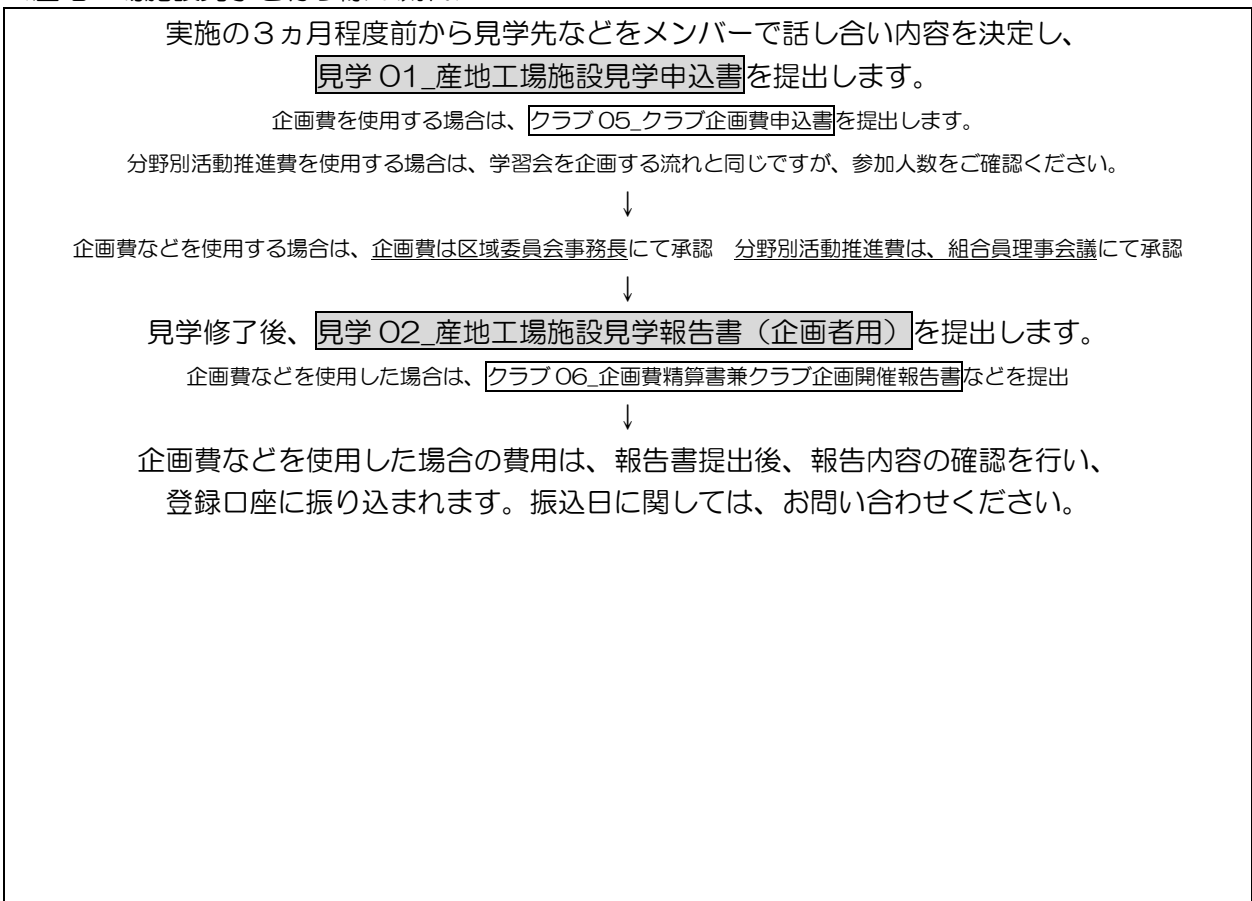 実施の３ヵ月程度前から見学先などをメンバーで話し合い内容を決定し、
見学 01_産地工場施設見学申込書を提出します。
企画費を使用する場合は、クラブ 05_クラブ企画費申込書を提出します。
分野別活動推進費を使用する場合は、学習会を企画する流れと同じですが、参加人数をご確認ください。
↓
企画費などを使用する場合は、企画費は区域委員会事務長にて承認　分野別活動推進費は、組合員理事会議にて承認
↓
見学修了後、見学 02_産地工場施設見学報告書（企画者用）を提出します。
企画費などを使用した場合は、クラブ 06_企画費精算書兼クラブ企画開催報告書などを提出
↓
企画費などを使用した場合の費用は、報告書提出後、報告内容の確認を行い、
登録口座に振り込まれます。振込日に関しては、お問い合わせください。